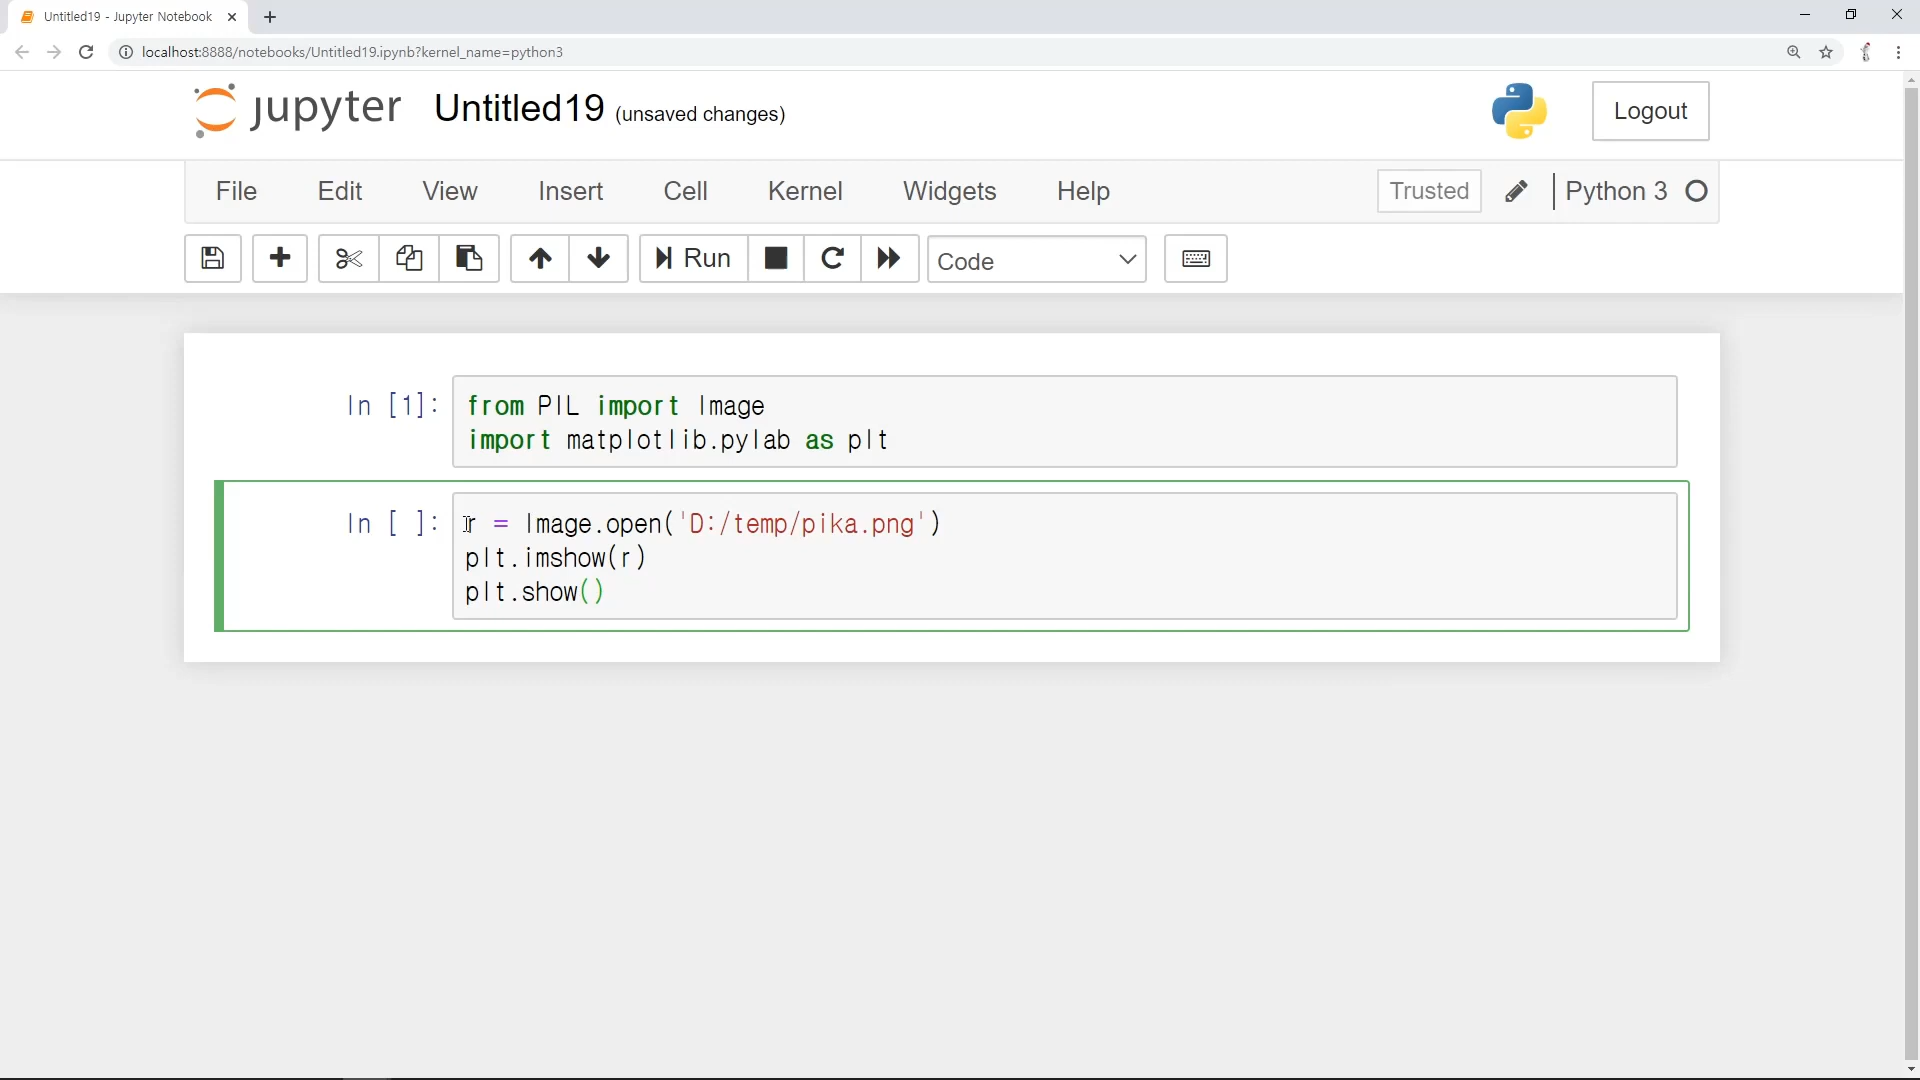 Untitled19 - Jupyter Notebook
localhost:8888/notebooks/Untitled19.ipynb?kernel_name=python3
jupyter Untitled19 (unsaved changes)
Logout
File Edit View Insert Cell Kernel Widgets Help Trusted Python 3
Run Code
In [1]: from PIL import Image
import matplotlib.pylab as plt
In [ ]: r = Image.open('D:/temp/pika.png')
plt.imshow(r)
plt.show()